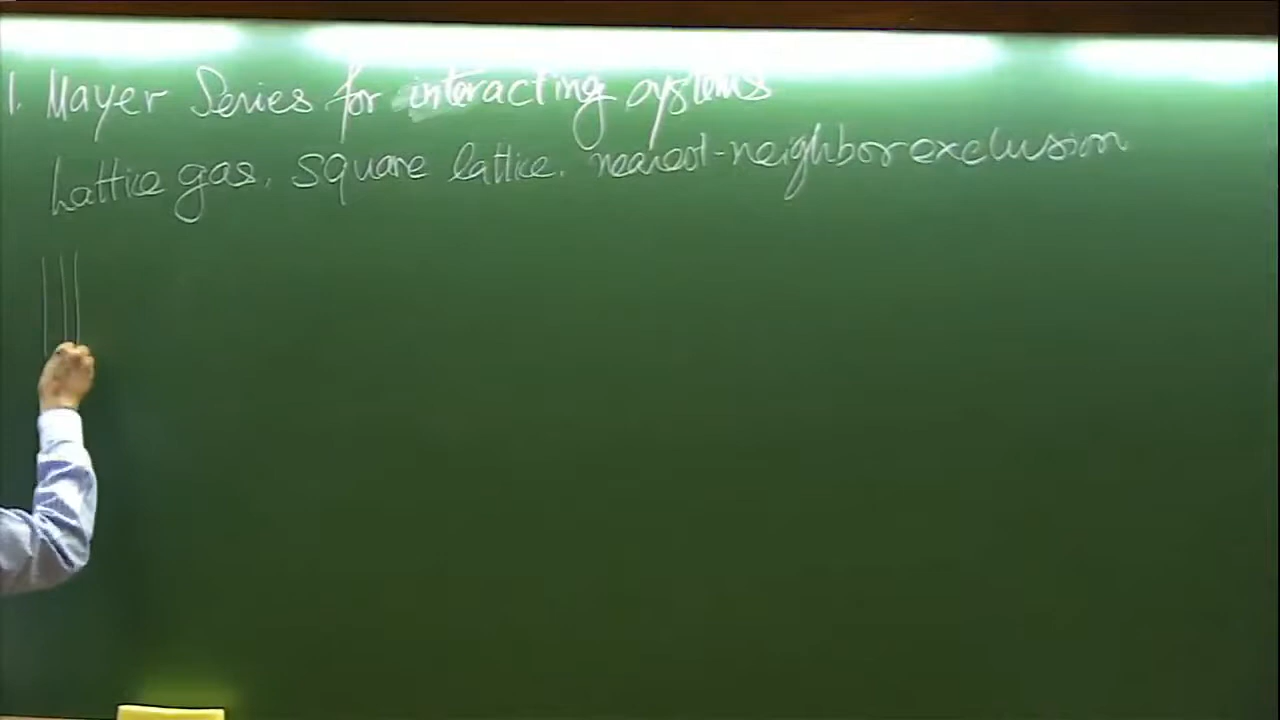 1. Mayer Series for interacting systems
Lattice gas, square lattice. nearest-neighbor exclusion